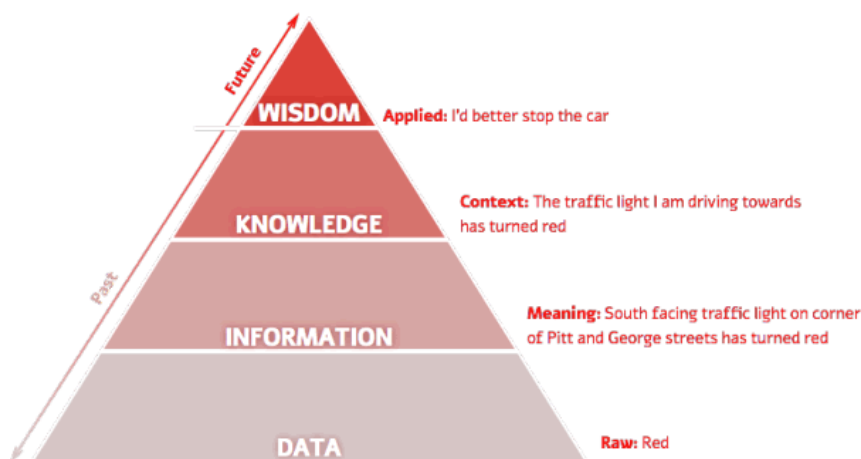 Future
WISDOM
Applied: I'd better stop the car
Context: The traffic light I am driving towards
has turned red
KNOWLEDGE
Past
Meaning: South facing traffic light on corner
of Pitt and George streets has turned red
INFORMATION
DATA
Raw: Red